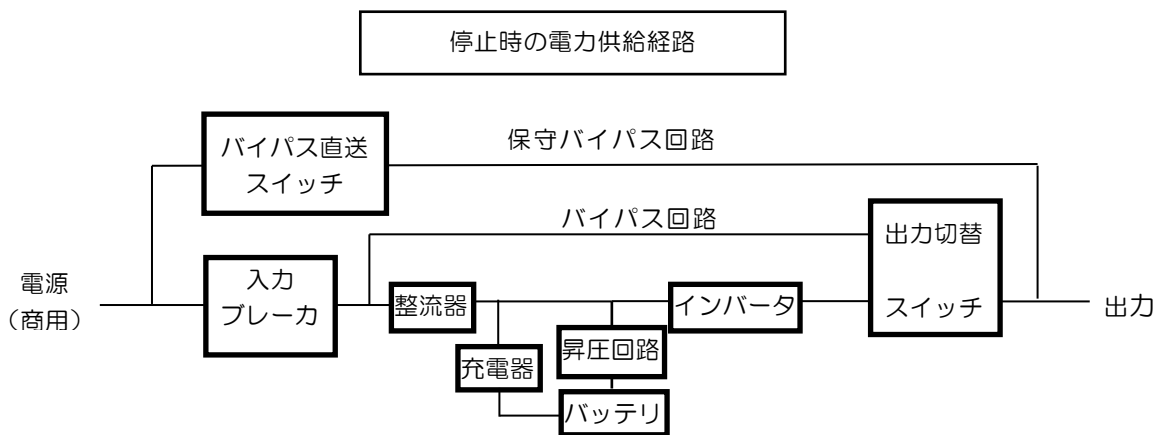 停止時の電力供給経路
バイパス直送
スイッチ
保守バイパス回路
バイパス回路
出力切替
スイッチ
電源
（商用）
入力
ブレーカ
整流器
インバータ
出力
充電器
昇圧回路
バッテリ